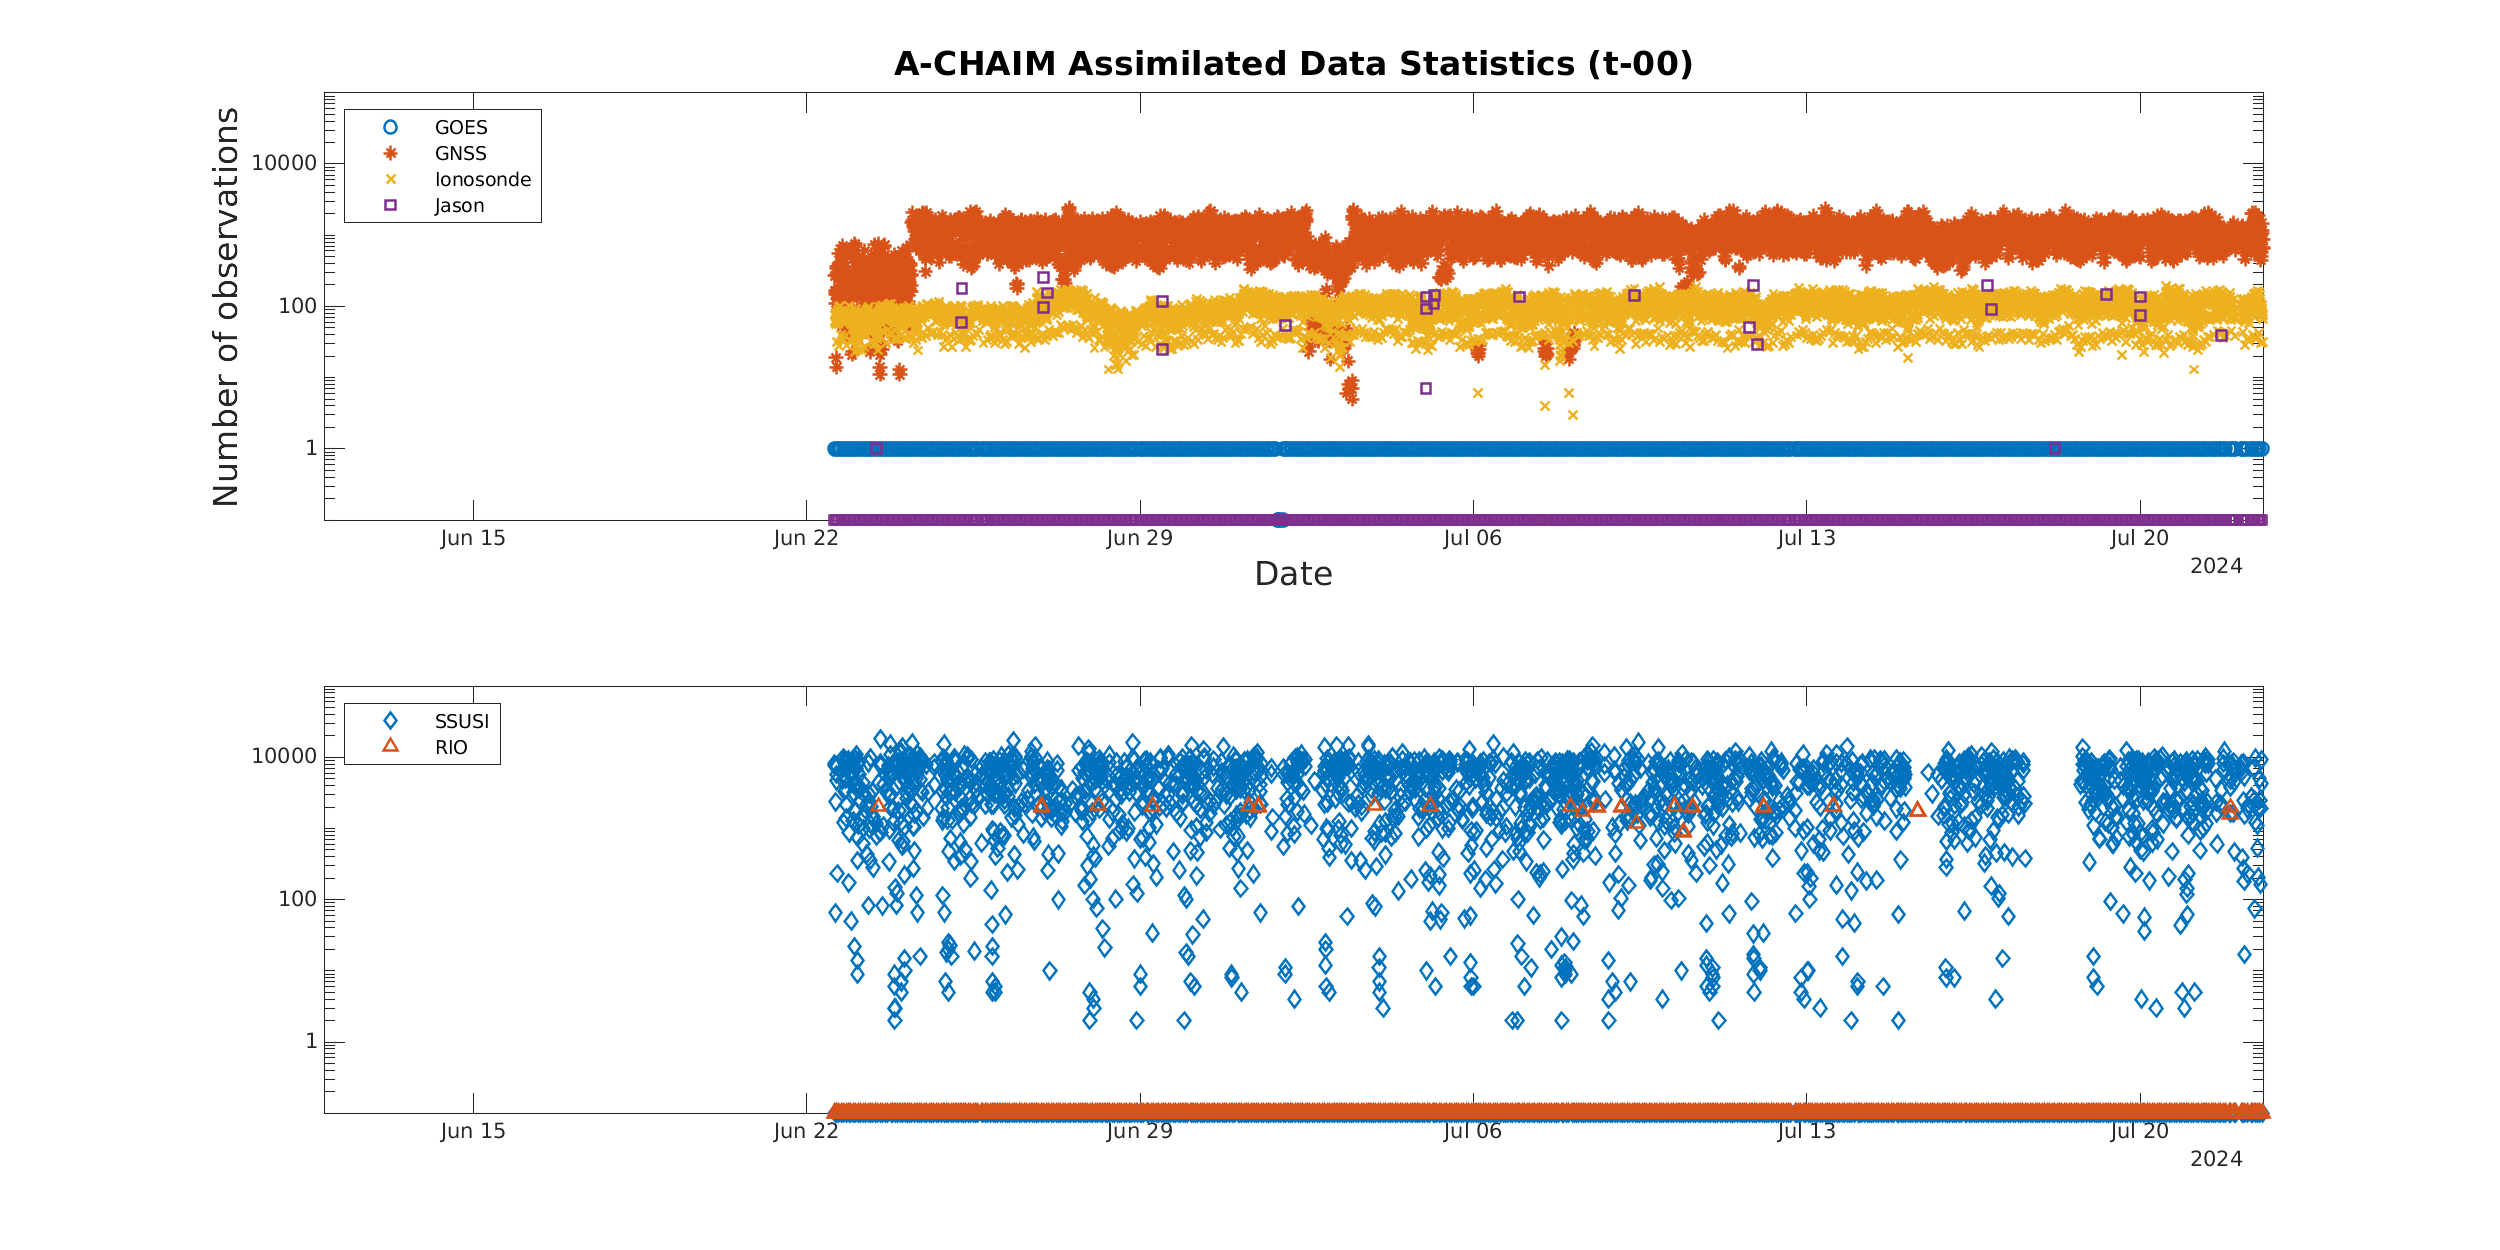 A-CHAIM Assimilated Data Statistics (t-00)
Number of observations
10000
100
1
GOES
GNSS
Ionosonde
Jason
Jun 15
Jun 22
Jun 29
Jul 06
Jul 13
Jul 20
2024
Date
10000
100
1
SSUSI
RIO
Jun 15
Jun 22
Jun 29
Jul 06
Jul 13
Jul 20
2024